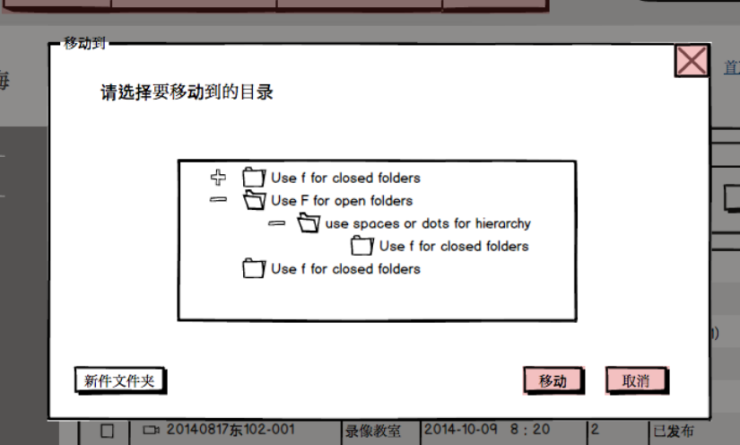 移动到
首
海
请选择要移动到的目录
Use f for closed folders
Use F for open folders
use spaces or dots for hierarchy
Use f for closed folders
Use f for closed folders
新件文件夹
移动
取消
20140817东102-001
录像教室
2014-10-09 8：20
2
已发布